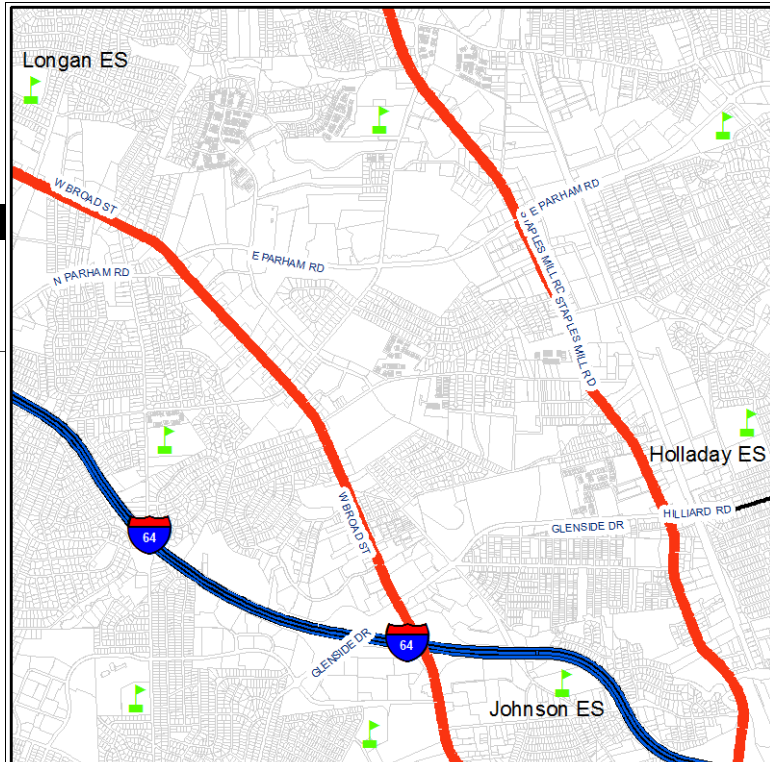 Longan ES
W BROAD ST
E PARHAM RD
E PARHAM RD
N PARHAM RD
STAPLES MILL RD
STAPLES MILL RD
Holladay ES
W BROAD ST
HILLIARD RD
GLENSIDE DR
64
GLENSIDE DR
64
Johnson ES